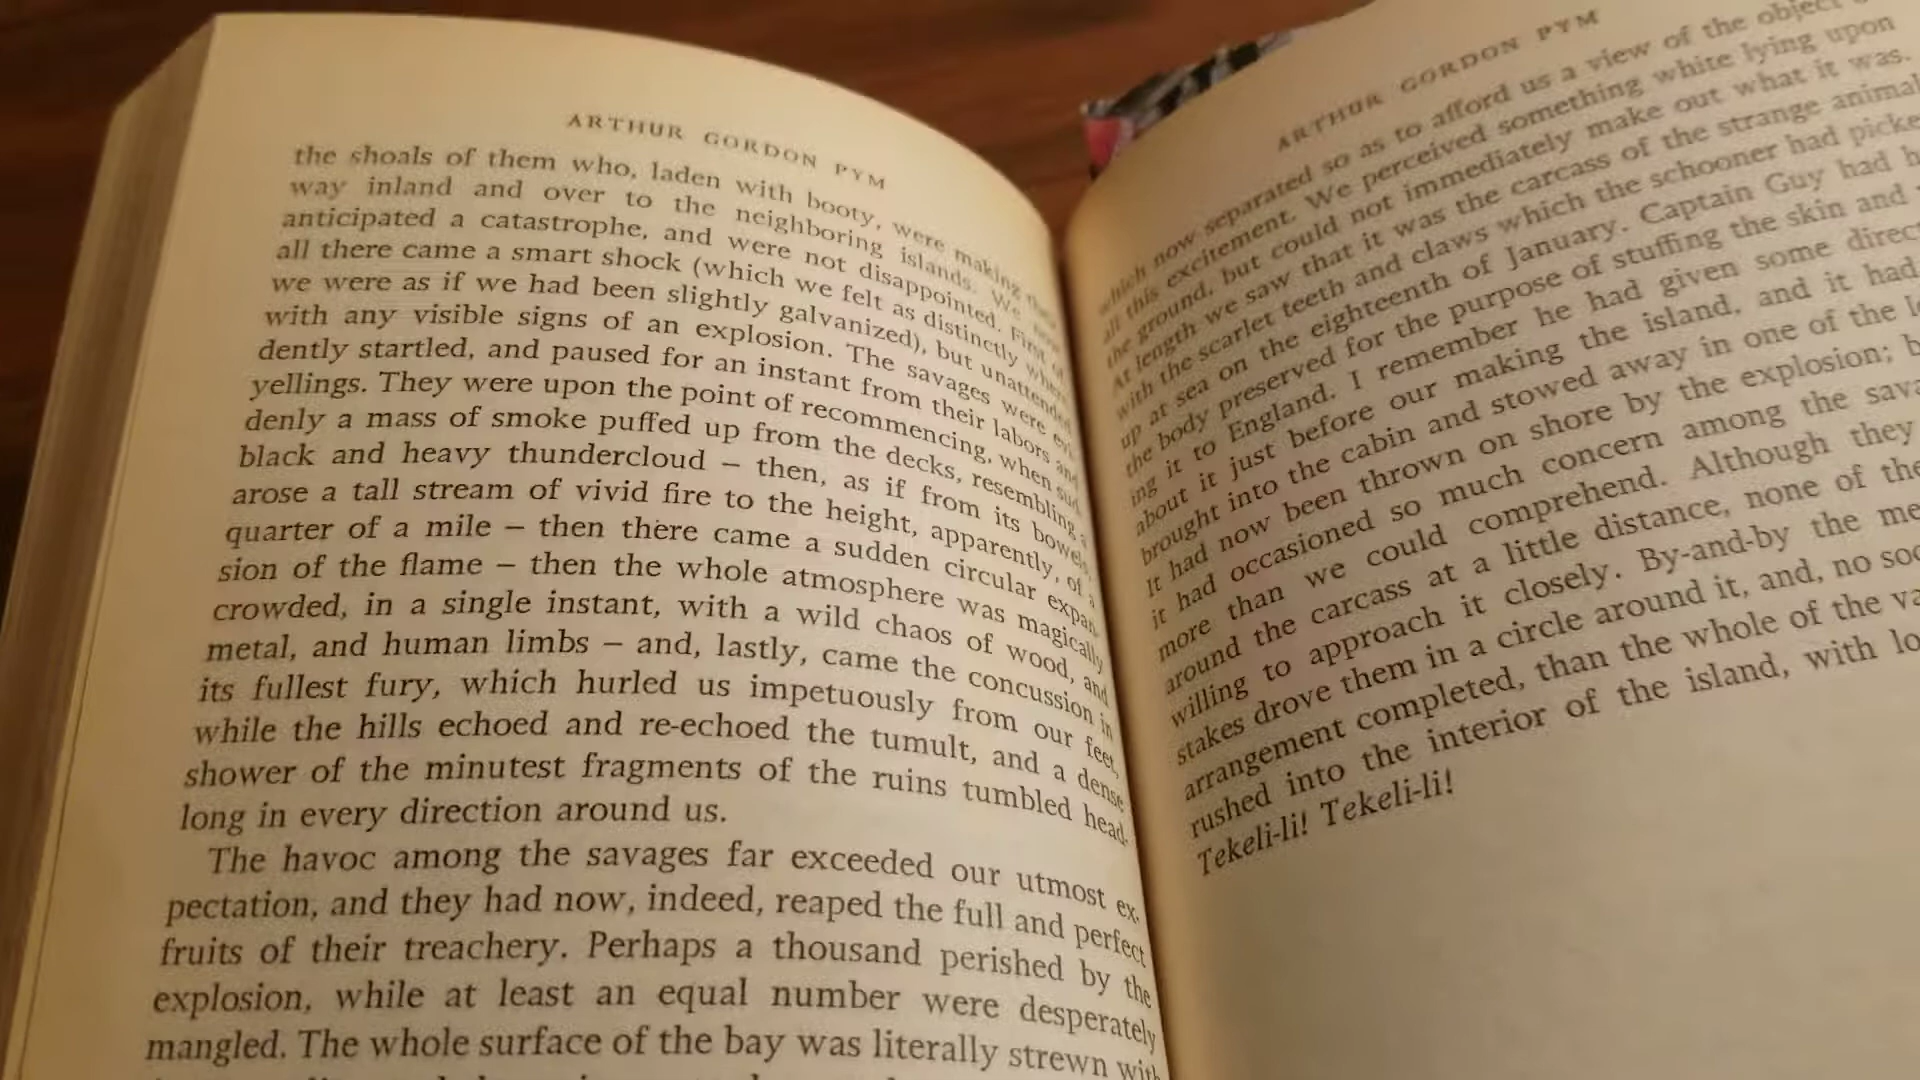 ARTHUR GORDON PYM
the shoals of them who, laden with booty, were making their
way inland and over to the neighboring islands. We now
anticipated a catastrophe, and were not disappointed. First of
all there came a smart shock (which we felt as distinctly where
we were as if we had been slightly galvanized), but unattended
with any visible signs of an explosion. The savages were evi-
dently startled, and paused for an instant from their labors and
yellings. They were upon the point of recommencing, when sud-
denly a mass of smoke puffed up from the decks, resembling a
black and heavy thundercloud – then, as if from its bowels,
arose a tall stream of vivid fire to the height, apparently, of a
quarter of a mile – then there came a sudden circular expan-
sion of the flame – then the whole atmosphere was magically
crowded, in a single instant, with a wild chaos of wood, and
metal, and human limbs – and, lastly, came the concussion in
its fullest fury, which hurled us impetuously from our feet,
while the hills echoed and re-echoed the tumult, and a dense
shower of the minutest fragments of the ruins tumbled head-
long in every direction around us.
The havoc among the savages far exceeded our utmost ex-
pectation, and they had now, indeed, reaped the full and perfect
fruits of their treachery. Perhaps a thousand perished by the
explosion, while at least an equal number were desperately
mangled. The whole surface of the bay was literally strewn with
ARTHUR GORDON PYM
which now separated so as to afford us a view of the object
all this excitement. We perceived something white lying upon
the ground, but could not immediately make out what it was.
At length we saw that it was the carcass of the strange animal
with the scarlet teeth and claws which the schooner had picke
up at sea on the eighteenth of January. Captain Guy had h
the body preserved for the purpose of stuffing the skin and
ing it to England. I remember he had given some direct
about it just before our making the island, and it had
brought into the cabin and stowed away in one of the l
It had now been thrown on shore by the explosion; b
it had occasioned so much concern among the sava
more than we could comprehend. Although they
around the carcass at a little distance, none of the
willing to approach it closely. By-and-by the me
stakes drove them in a circle around it, and, no soo
arrangement completed, than the whole of the va
rushed into the interior of the island, with lo
Tekeli-li! Tekeli-li!